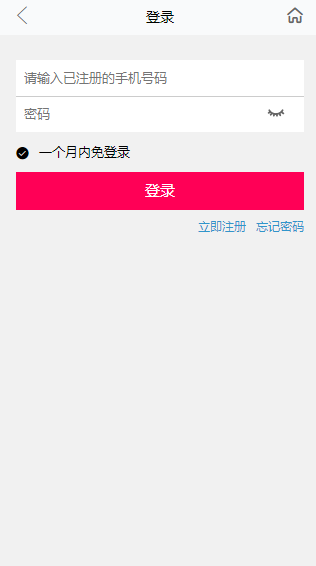 登录
请输入已注册的手机号码
密码
一个月内免登录
登录
立即注册 忘记密码